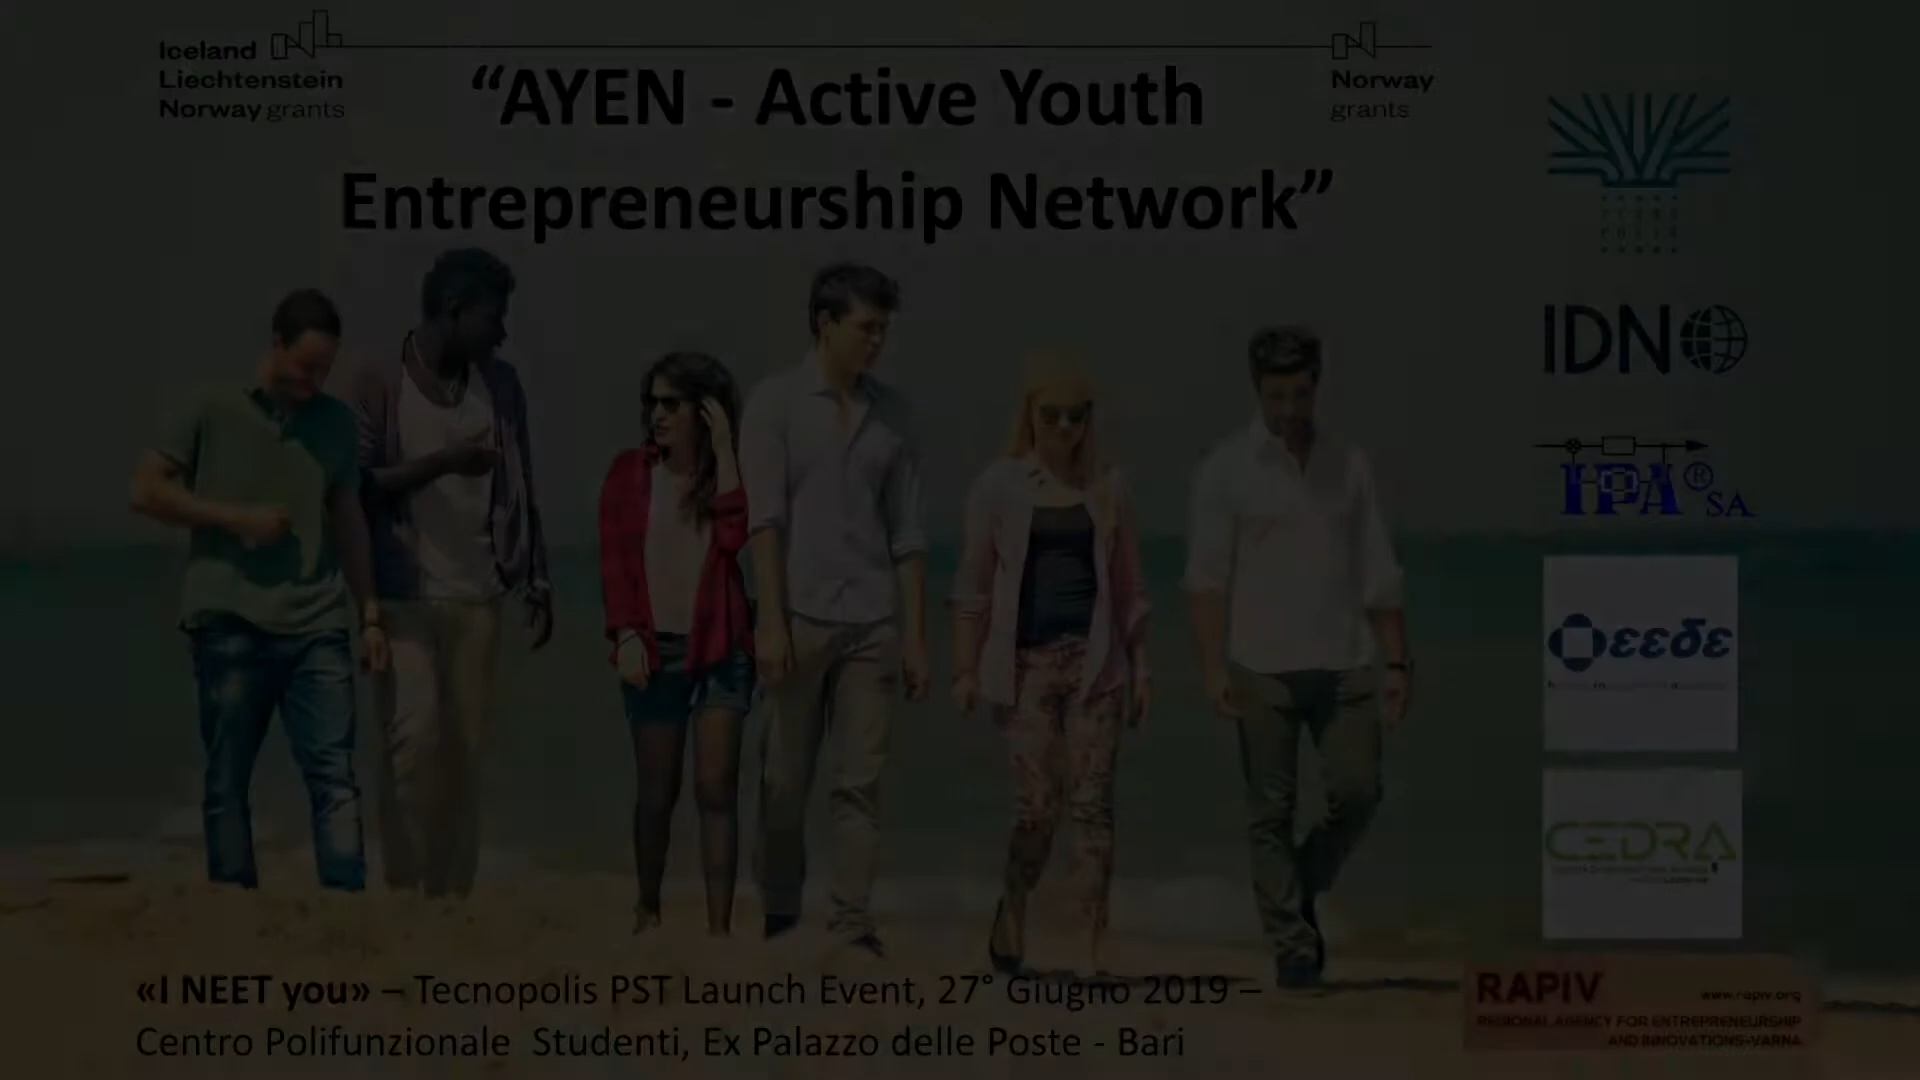 Iceland
Liechtenstein
Norway grants
Norway
grants
“AYEN - Active Youth
Entrepreneurship Network”
IDN
IPA® SA
εεδε
CEDRA
«I NEET you» – Tecnopolis PST Launch Event, 27° Giugno 2019 –
Centro Polifunzionale Studenti, Ex Palazzo delle Poste - Bari
RAPIV
www.rapiv.org
REGIONAL AGENCY FOR ENTREPRENEURSHIP
AND INNOVATIONS-VARNA